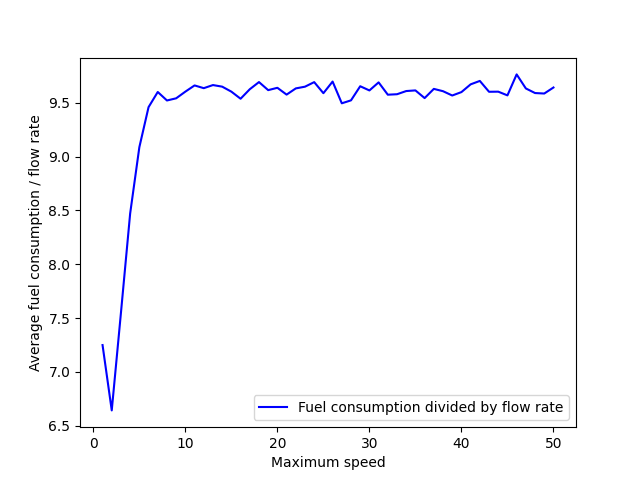 9.5
9.0
8.5
8.0
7.5
7.0
6.5
Average fuel consumption / flow rate
Fuel consumption divided by flow rate
0 10 20 30 40 50
Maximum speed